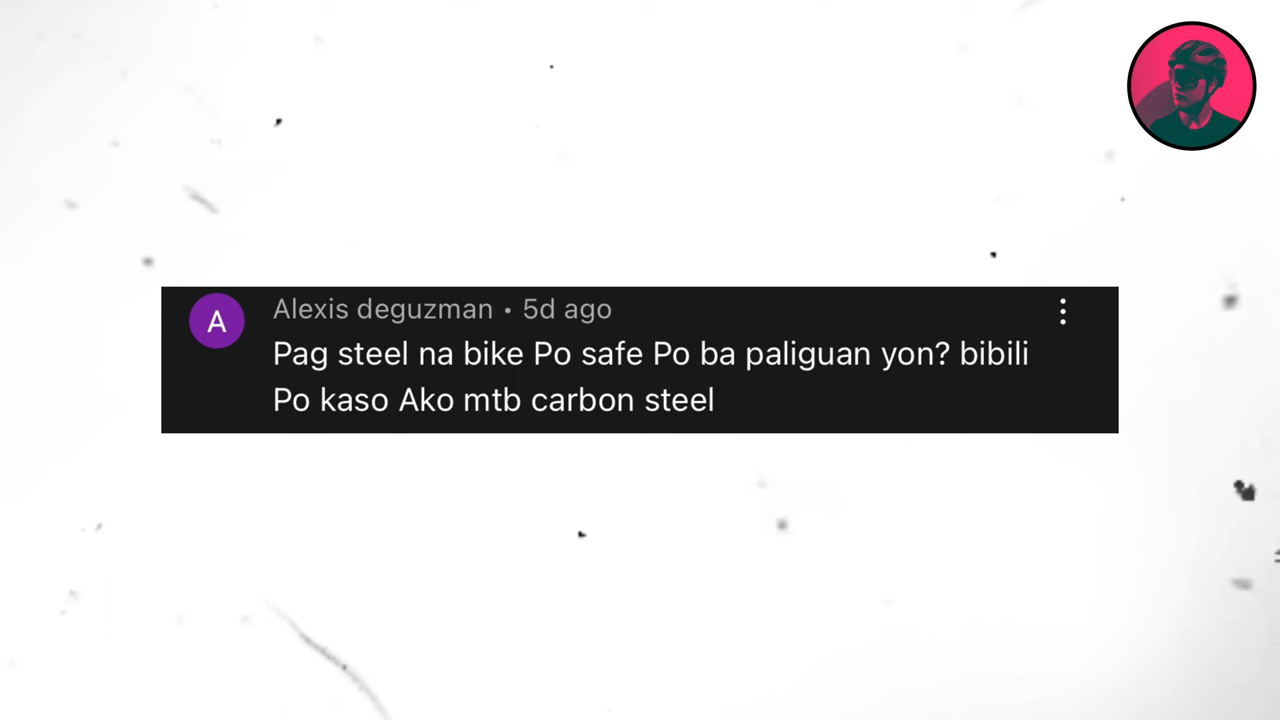 A
Alexis deguzman • 5d ago
Pag steel na bike Po safe Po ba paliguan yon? bibili
Po kaso Ako mtb carbon steel